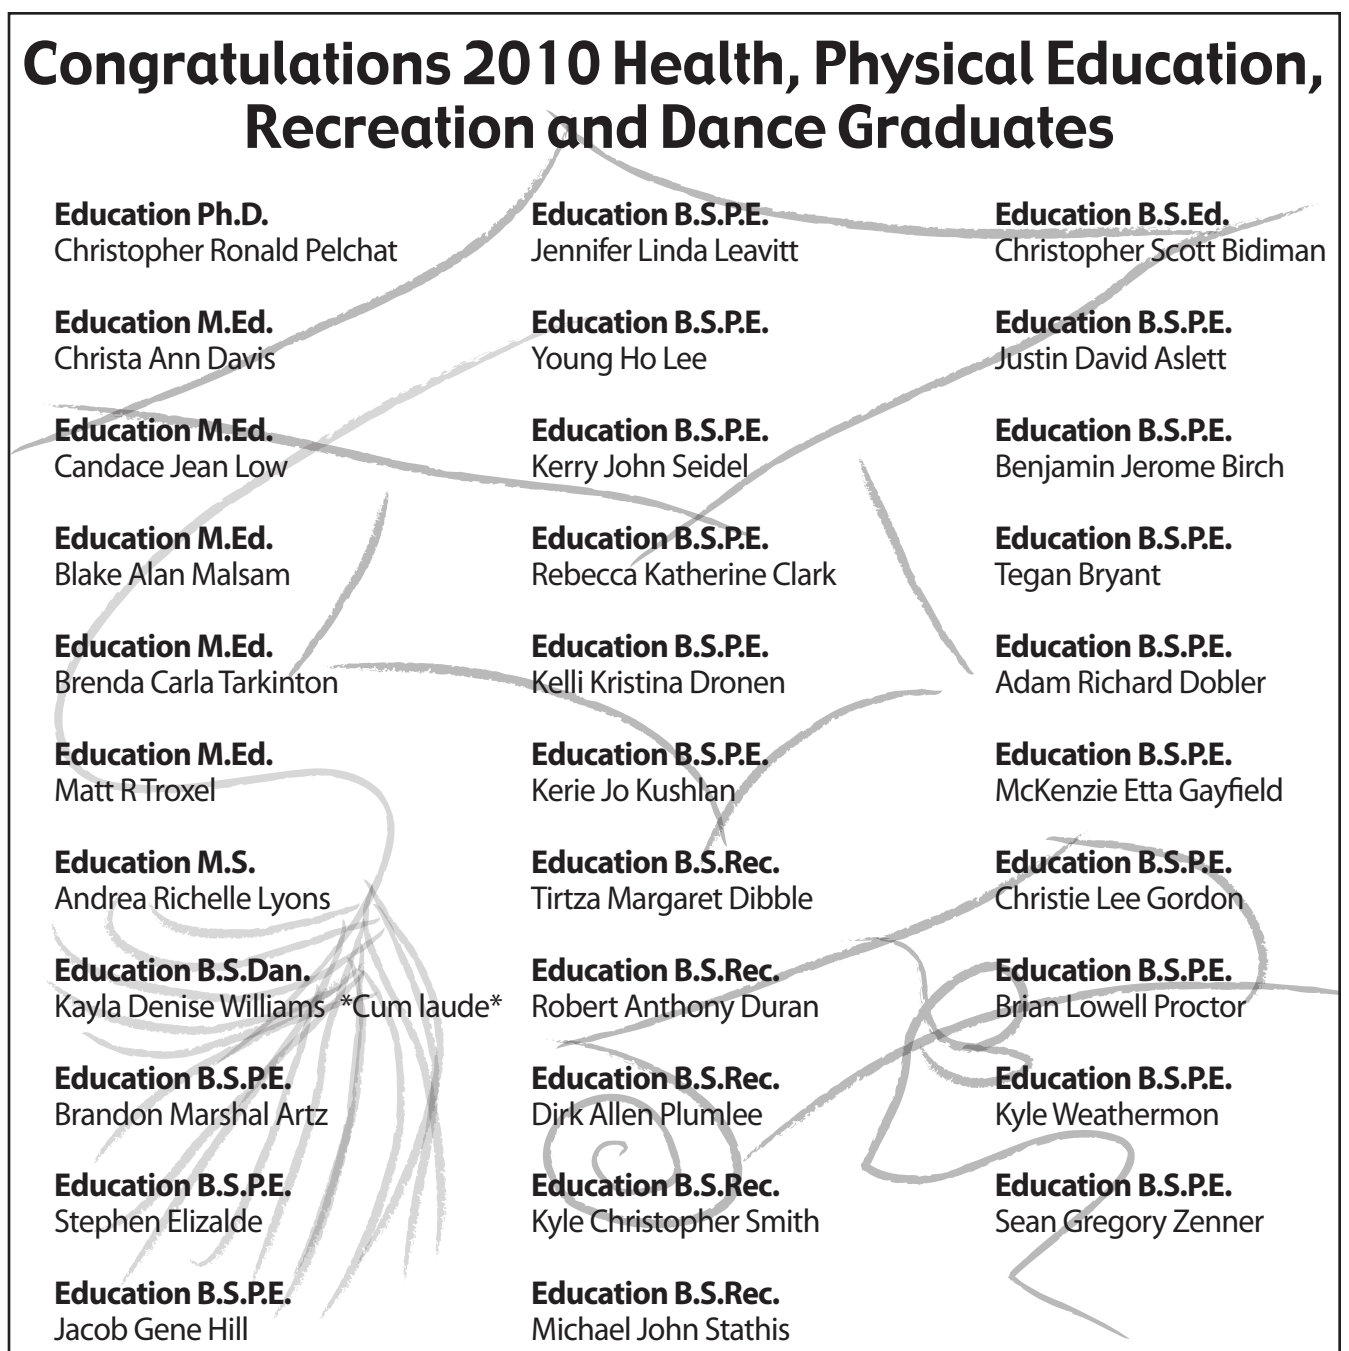 Congratulations 2010 Health, Physical Education,
Recreation and Dance Graduates
Education Ph.D.
Christopher Ronald Pelchat
Education M.Ed.
Christa Ann Davis
Education M.Ed.
Candace Jean Low
Education M.Ed.
Blake Alan Malsam
Education M.Ed.
Brenda Carla Tarkinton
Education M.Ed.
Matt R Troxel
Education M.S.
Andrea Richelle Lyons
Education B.S.Dan.
Kayla Denise Williams *Cum laude*
Education B.S.P.E.
Brandon Marshal Artz
Education B.S.P.E.
Stephen Elizalde
Education B.S.P.E.
Jacob Gene Hill
Education B.S.P.E.
Jennifer Linda Leavitt
Education B.S.P.E.
Young Ho Lee
Education B.S.P.E.
Kerry John Seidel
Education B.S.P.E.
Rebecca Katherine Clark
Education B.S.P.E.
Kelli Kristina Dronen
Education B.S.P.E.
Kerie Jo Kushlan
Education B.S.Rec.
Tirtza Margaret Dibble
Education B.S.Rec.
Robert Anthony Duran
Education B.S.Rec.
Dirk Allen Plumlee
Education B.S.Rec.
Kyle Christopher Smith
Education B.S.Rec.
Michael John Stathis
Education B.S.Ed.
Christopher Scott Bidiman
Education B.S.P.E.
Justin David Aslett
Education B.S.P.E.
Benjamin Jerome Birch
Education B.S.P.E.
Tegan Bryant
Education B.S.P.E.
Adam Richard Dobler
Education B.S.P.E.
McKenzie Etta Gayfield
Education B.S.P.E.
Christie Lee Gordon
Education B.S.P.E.
Brian Lowell Proctor
Education B.S.P.E.
Kyle Weathermon
Education B.S.P.E.
Sean Gregory Zenner